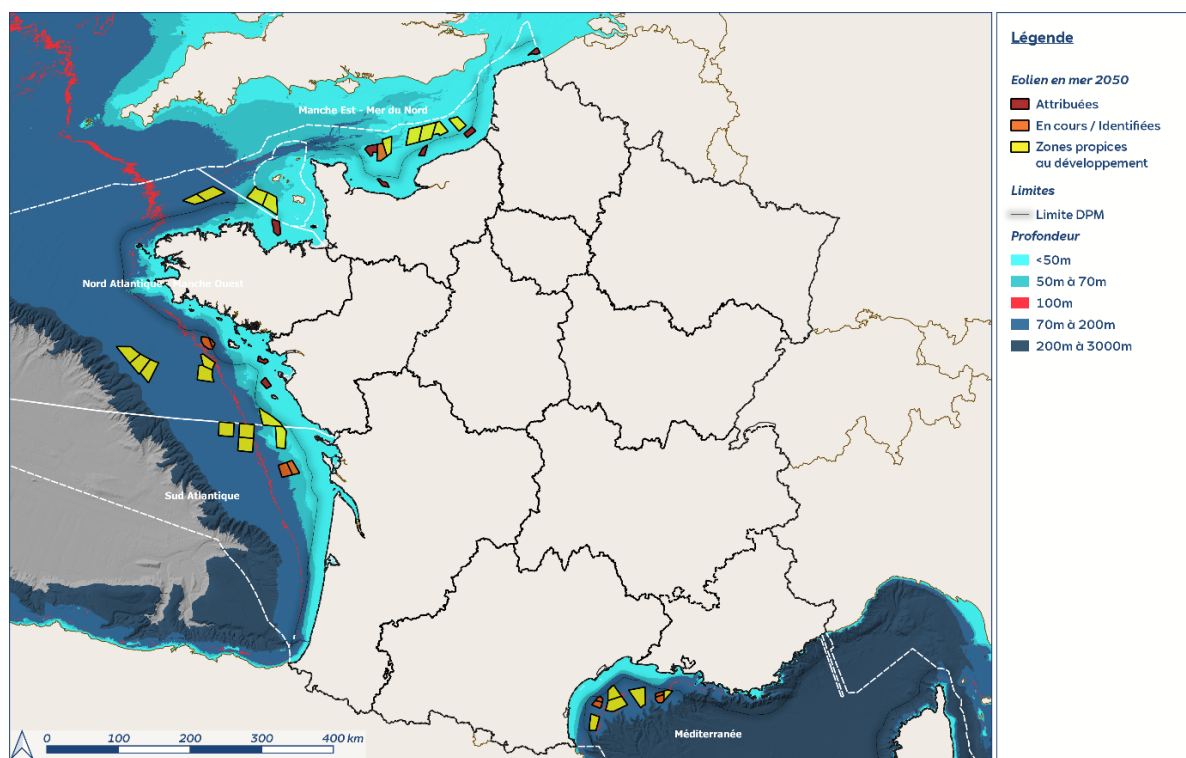 Manche Est - Mer du Nord
Nord Atlantique - Manche Ouest
Sud Atlantique
Méditerranée
0 100 200 300 400 km
Légende
Eolien en mer 2050
Attribuées
En cours / Identifiées
Zones propices
au développement
Limites
Limite DPM
Profondeur
<50m
50m à 70m
100m
70m à 200m
200m à 3000m